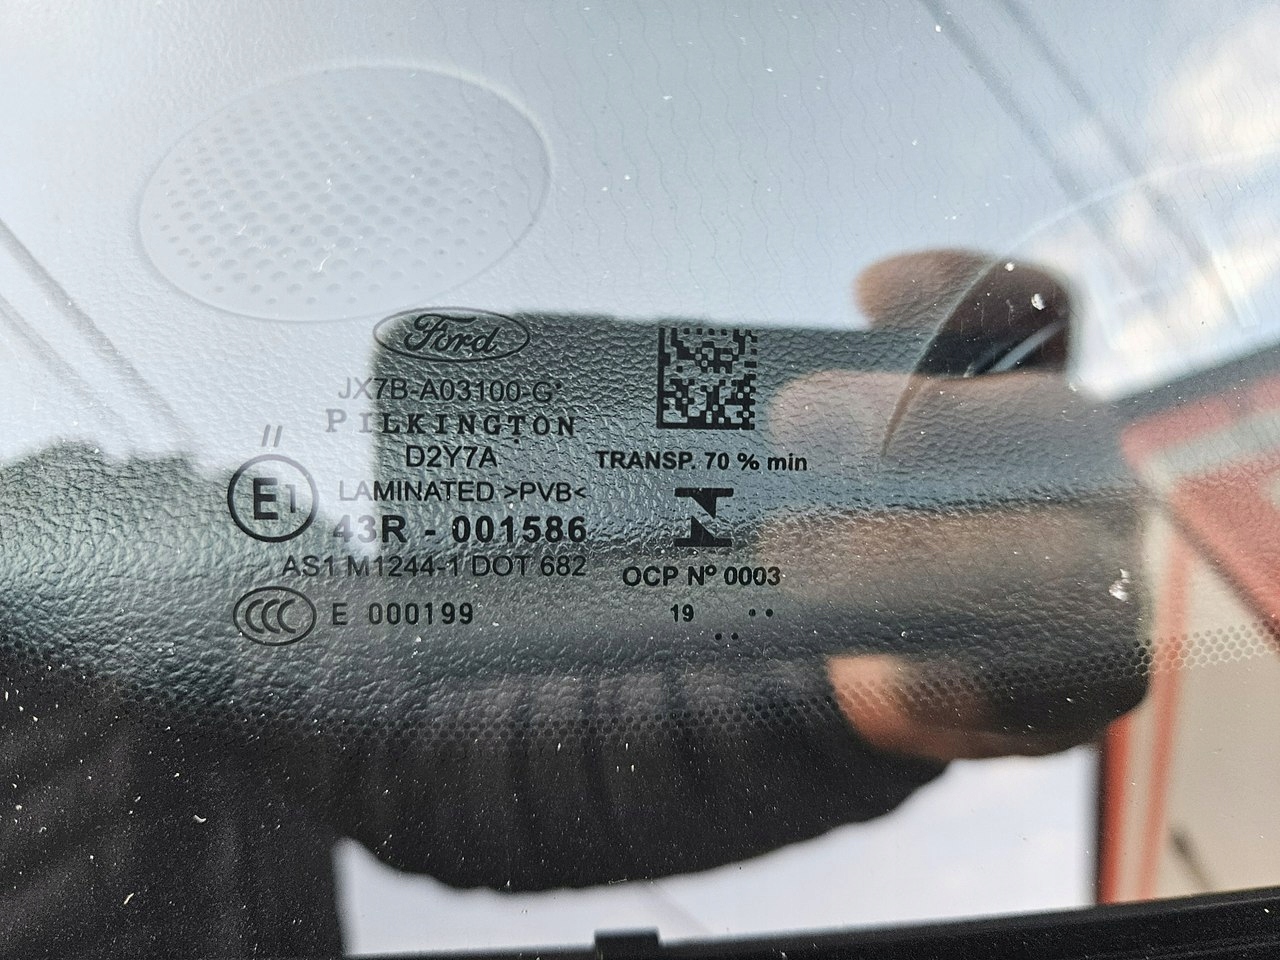 Ford
JX7B-A03100-G*
PILKINGTON
D2Y7A
TRANSP. 70 % min
//
E1
LAMINATED >PVB<
43R - 001586
AS1 M1244-1 DOT 682
OCP Nº 0003
CCC E 000199
19 ..
..